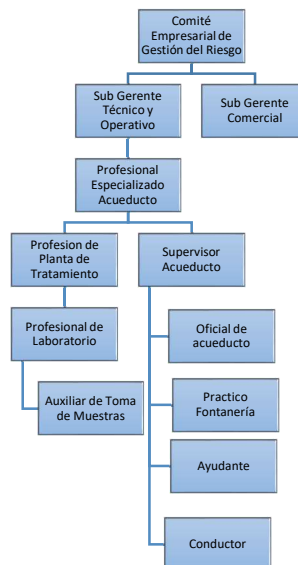 Comité
Empresarial de
Gestión del Riesgo
Sub Gerente
Técnico y
Operativo
Sub Gerente
Comercial
Profesional
Especializado
Acueducto
Profesion de
Planta de
Tratamiento
Supervisor
Acueducto
Profesional de
Laboratorio
Oficial de
acueducto
Auxiliar de Toma
de Muestras
Practico
Fontanería
Ayudante
Conductor